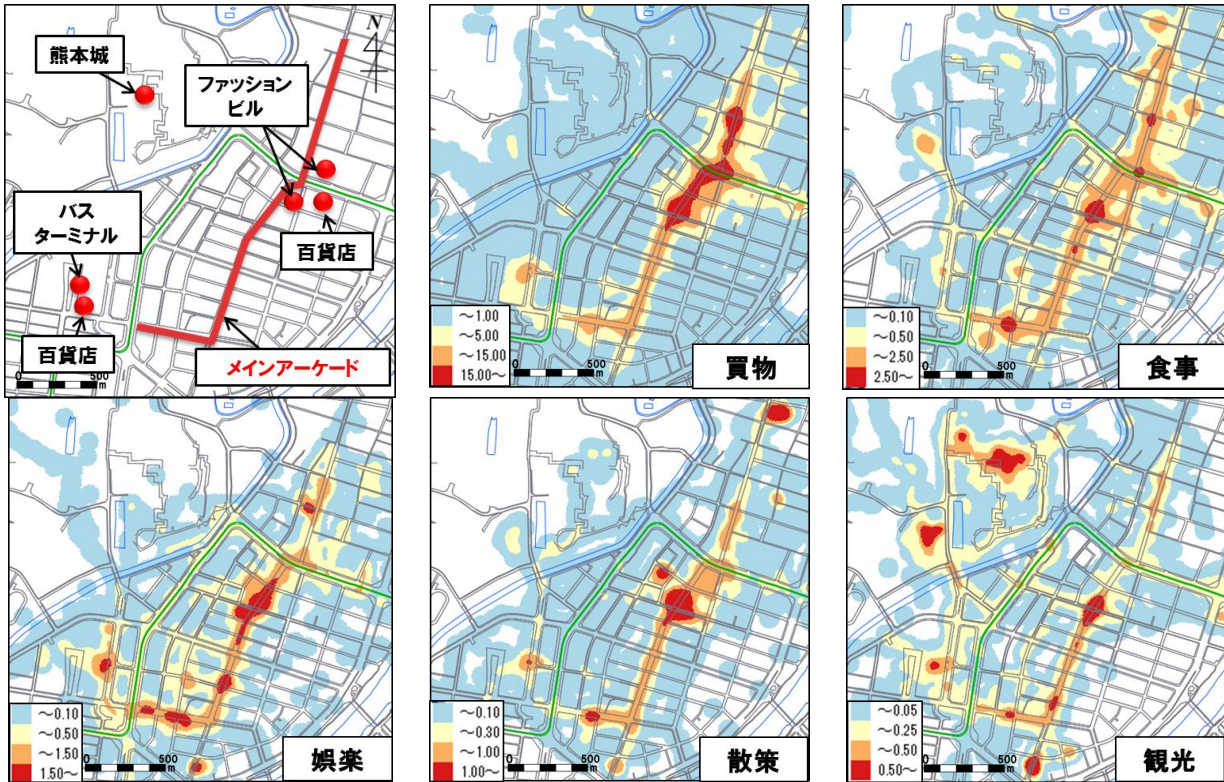 N
熊本城
ファッション
ビル
バス
ターミナル
百貨店
百貨店
メインアーケード
0 500
m
~1.00
~5.00
~15.00
15.00~
0 500
m
買物
~0.10
~0.50
~2.50
2.50~
0 500
m
食事
~0.10
~0.50
~1.50
1.50~
0 500
m
娯楽
~0.10
~0.30
~1.00
1.00~
0 500
m
散策
~0.05
~0.25
~0.50
0.50~
0 500
m
観光